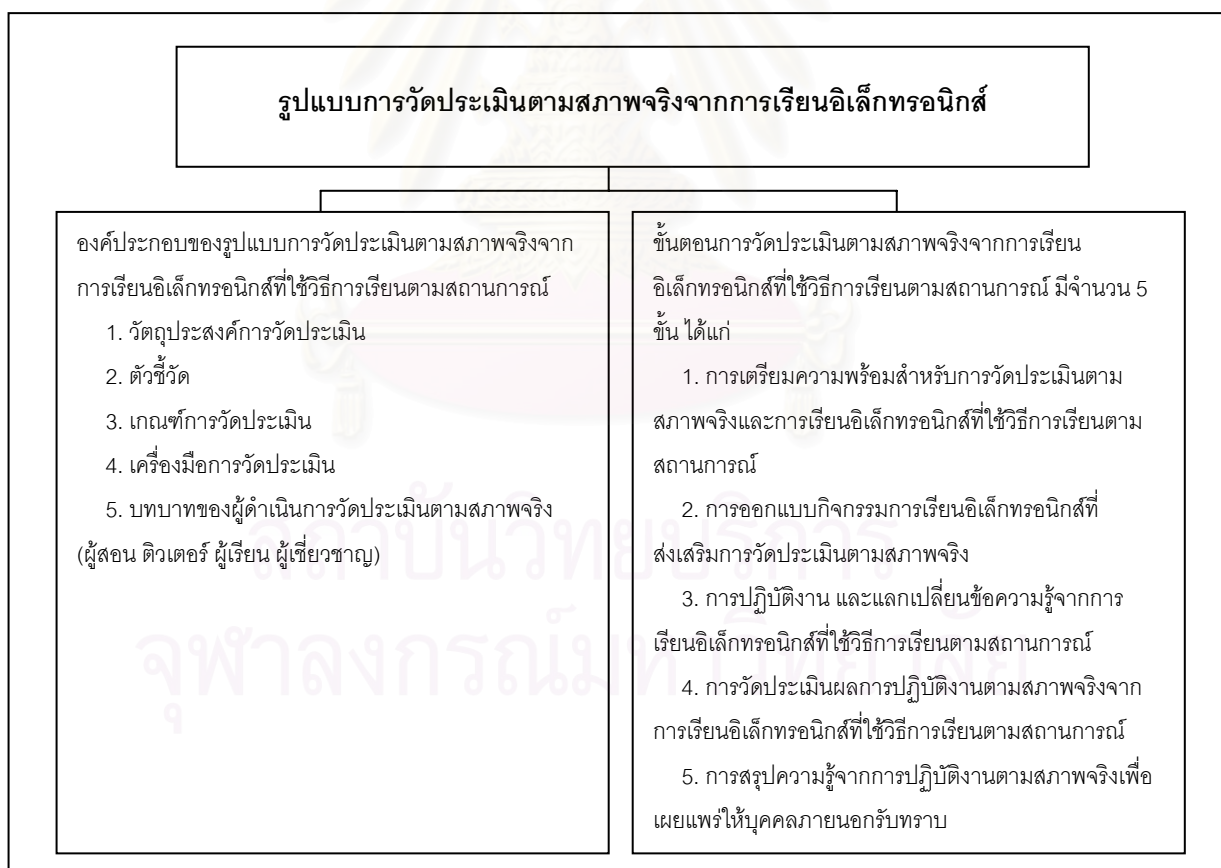 รูปแบบการวัดประเมินตามสภาพจริงจากการเรียนอิเล็กทรอนิกส์
องค์ประกอบของรูปแบบการวัดประเมินตามสภาพจริงจาก
การเรียนอิเล็กทรอนิกส์ที่ใช้วิธีการเรียนตามสถานการณ์
1. วัตถุประสงค์การวัดประเมิน
2. ตัวชี้วัด
3. เกณฑ์การวัดประเมิน
4. เครื่องมือการวัดประเมิน
5. บทบาทของผู้ดำเนินการวัดประเมินตามสภาพจริง
(ผู้สอน ติวเตอร์ ผู้เรียน ผู้เชี่ยวชาญ)
ขั้นตอนการวัดประเมินตามสภาพจริงจากการเรียน
อิเล็กทรอนิกส์ที่ใช้วิธีการเรียนตามสถานการณ์ มีจำนวน 5
ขั้น ได้แก่
1. การเตรียมความพร้อมสำหรับการวัดประเมินตาม
สภาพจริงและการเรียนอิเล็กทรอนิกส์ที่ใช้วิธีการเรียนตาม
สถานการณ์
2. การออกแบบกิจกรรมการเรียนอิเล็กทรอนิกส์ที่
ส่งเสริมการวัดประเมินตามสภาพจริง
3. การปฏิบัติงาน และแลกเปลี่ยนข้อความรู้จากการ
เรียนอิเล็กทรอนิกส์ที่ใช้วิธีการเรียนตามสถานการณ์
4. การวัดประเมินผลการปฏิบัติงานตามสภาพจริงจาก
การเรียนอิเล็กทรอนิกส์ที่ใช้วิธีการเรียนตามสถานการณ์
5. การสรุปความรู้จากการปฏิบัติงานตามสภาพจริงเพื่อ
เผยแพร่ให้บุคคลภายนอกรับทราบ
สถาบันวิทยบริการ
จุฬาลงกรณ์มหาวิทยาลัย